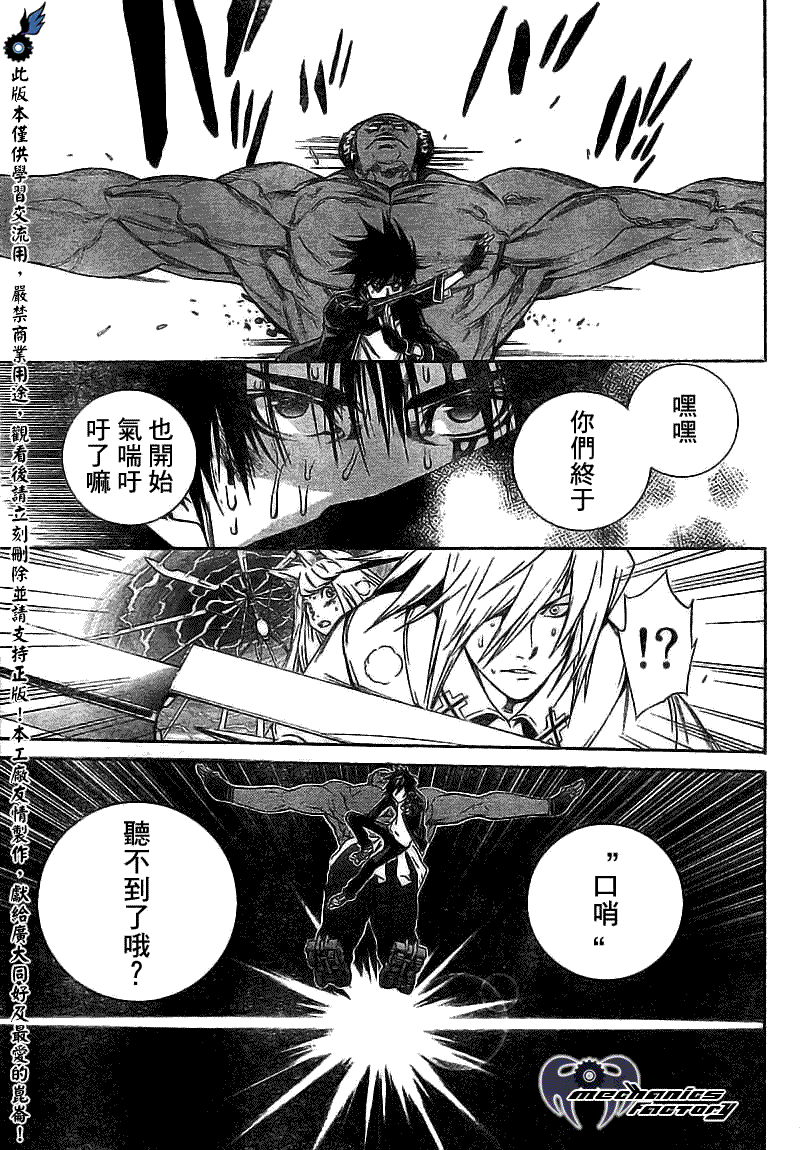 嘿嘿
你們終于
也開始
氣喘吁
吁了嘛
!?
”口哨“
聽不到了哦？
此版本僅供學習交流用，嚴禁商業用途，觀看後請立刻刪除並請支持正版！本工廠友情製作，獻給廣大同好及最愛的崑崙！
mechanics
factory